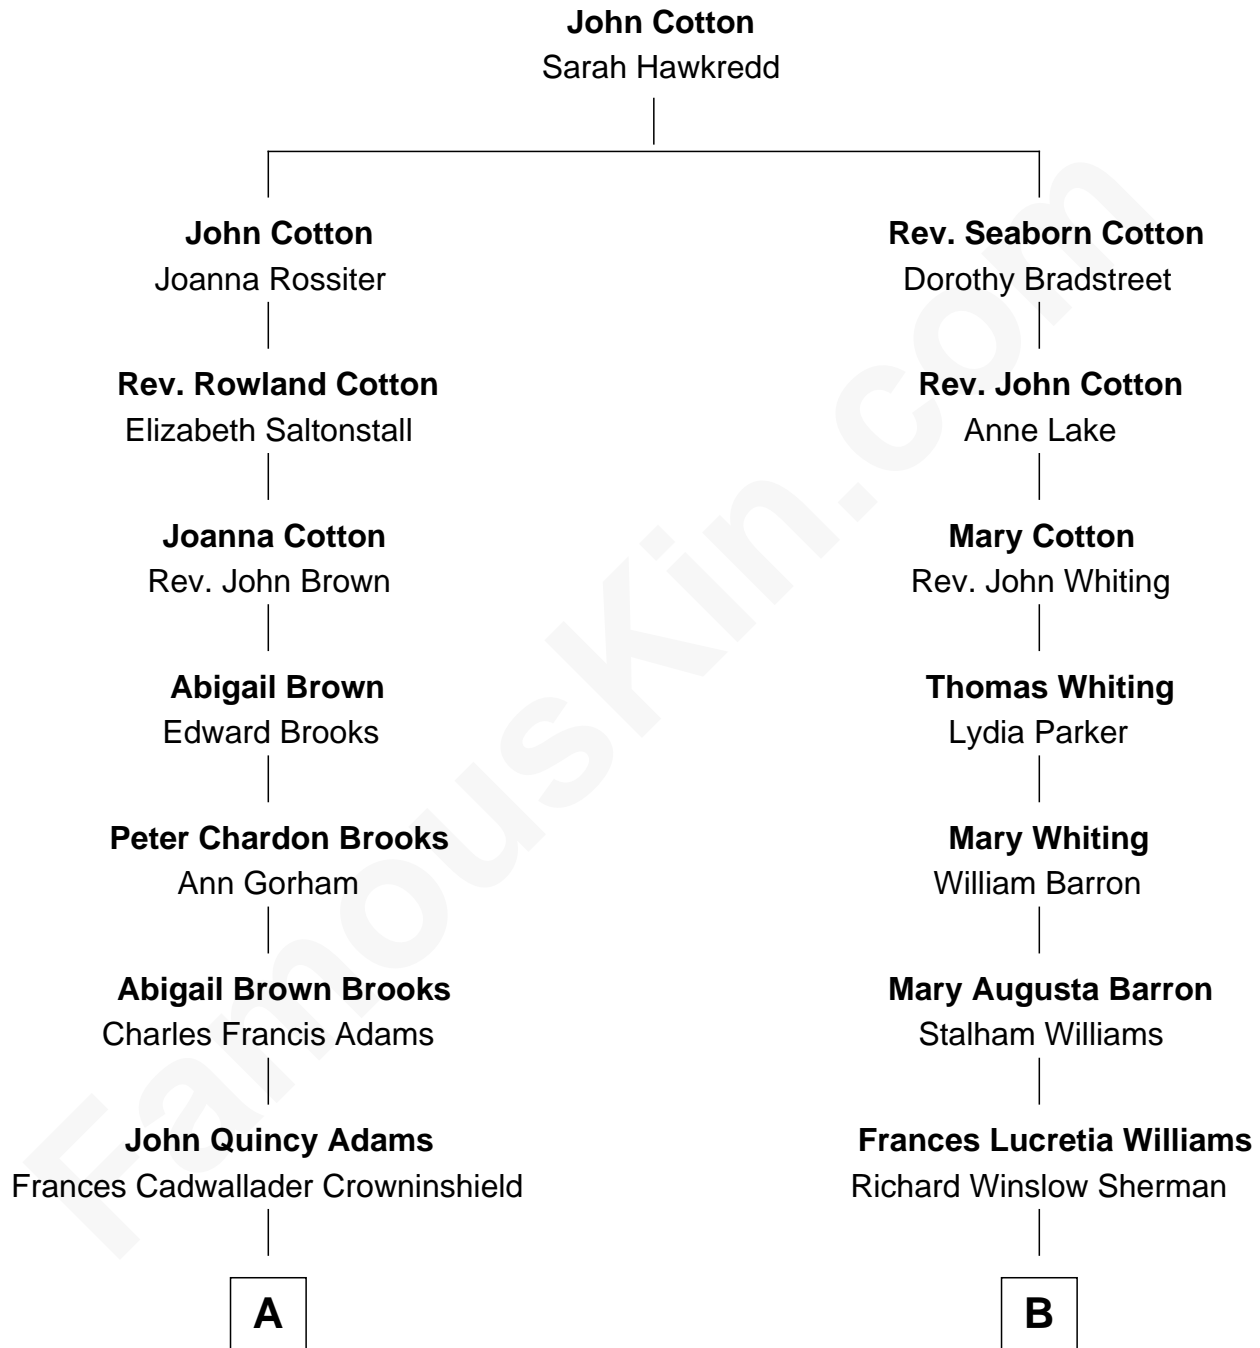 John Cotton
Sarah Hawkredd
John Cotton
Joanna Rossiter
Rev. Seaborn Cotton
Dorothy Bradstreet
Rev. Rowland Cotton
Elizabeth Saltonstall
Rev. John Cotton
Anne Lake
Joanna Cotton
Rev. John Brown
Mary Cotton
Rev. John Whiting
Abigail Brown
Edward Brooks
Thomas Whiting
Lydia Parker
Peter Chardon Brooks
Ann Gorham
Mary Whiting
William Barron
Abigail Brown Brooks
Charles Francis Adams
Mary Augusta Barron
Stalham Williams
John Quincy Adams
Frances Cadwallader Crowninshield
Frances Lucretia Williams
Richard Winslow Sherman
A
B
FamousKin.com